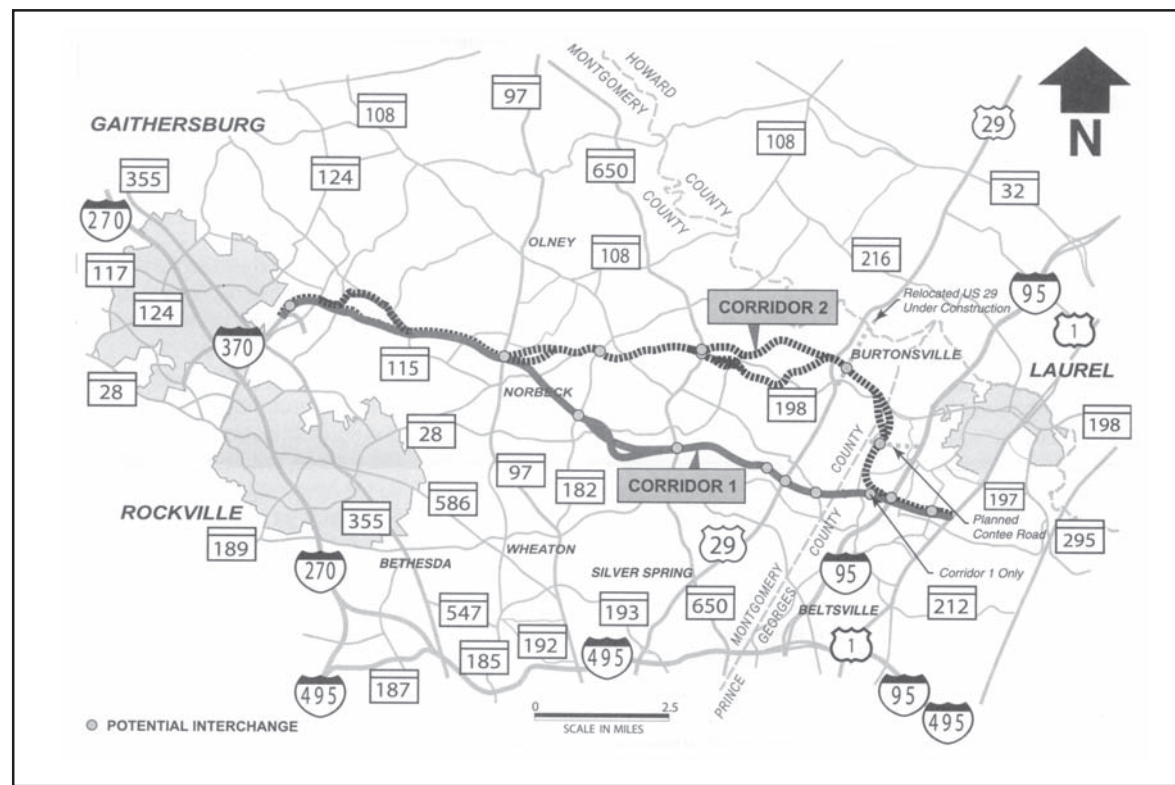 HOWARD
MONTGOMERY
97
29
N
108
108
GAITHERSBURG
650
32
355
124
COUNTY
COUNTY
270
OLNEY
108
216
117
95
Relocated US 29
Under Construction
124
CORRIDOR 2
1
370
BURTONSVILLE
LAUREL
115
28
NORBECK
198
198
28
COUNTY
COUNTY
97
182
CORRIDOR 1
197
586
ROCKVILLE
355
Planned
Contee Road
295
189
29
WHEATON
270
BETHESDA
SILVER SPRING
95
Corridor 1 Only
547
193
650
MONTGOMERY
PRINCE GEORGES
BELTSVILLE
212
192
185
495
1
495
187
95
495
0 2.5
SCALE IN MILES
POTENTIAL INTERCHANGE